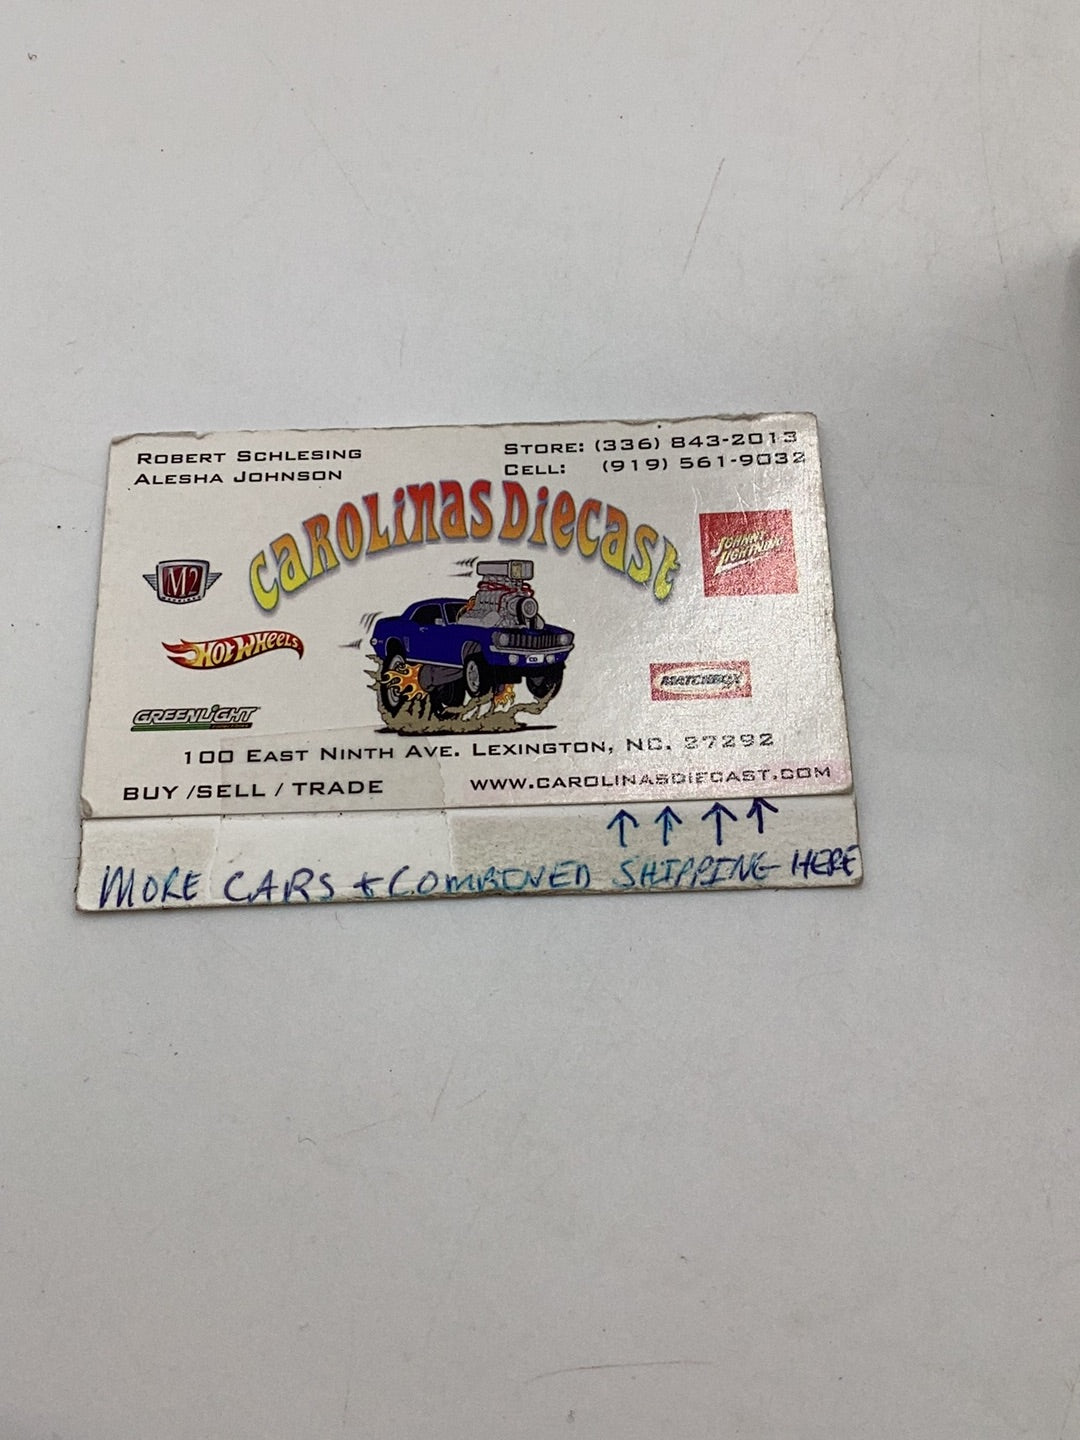 ROBERT SCHLESING
ALESHA JOHNSON
STORE: (336) 843-2013
CELL: (919) 561-9032
CAROLINAS DIECAST
M2
JOHNNY LIGHTNING
HOT WHEELS
MATCHBOX
GREENLIGHT
CD
100 EAST NINTH AVE. LEXINGTON, NC. 27292
BUY /SELL / TRADE
WWW.CAROLINASDIECAST.COM
MORE CARS + COMBINED SHIPPING HERE